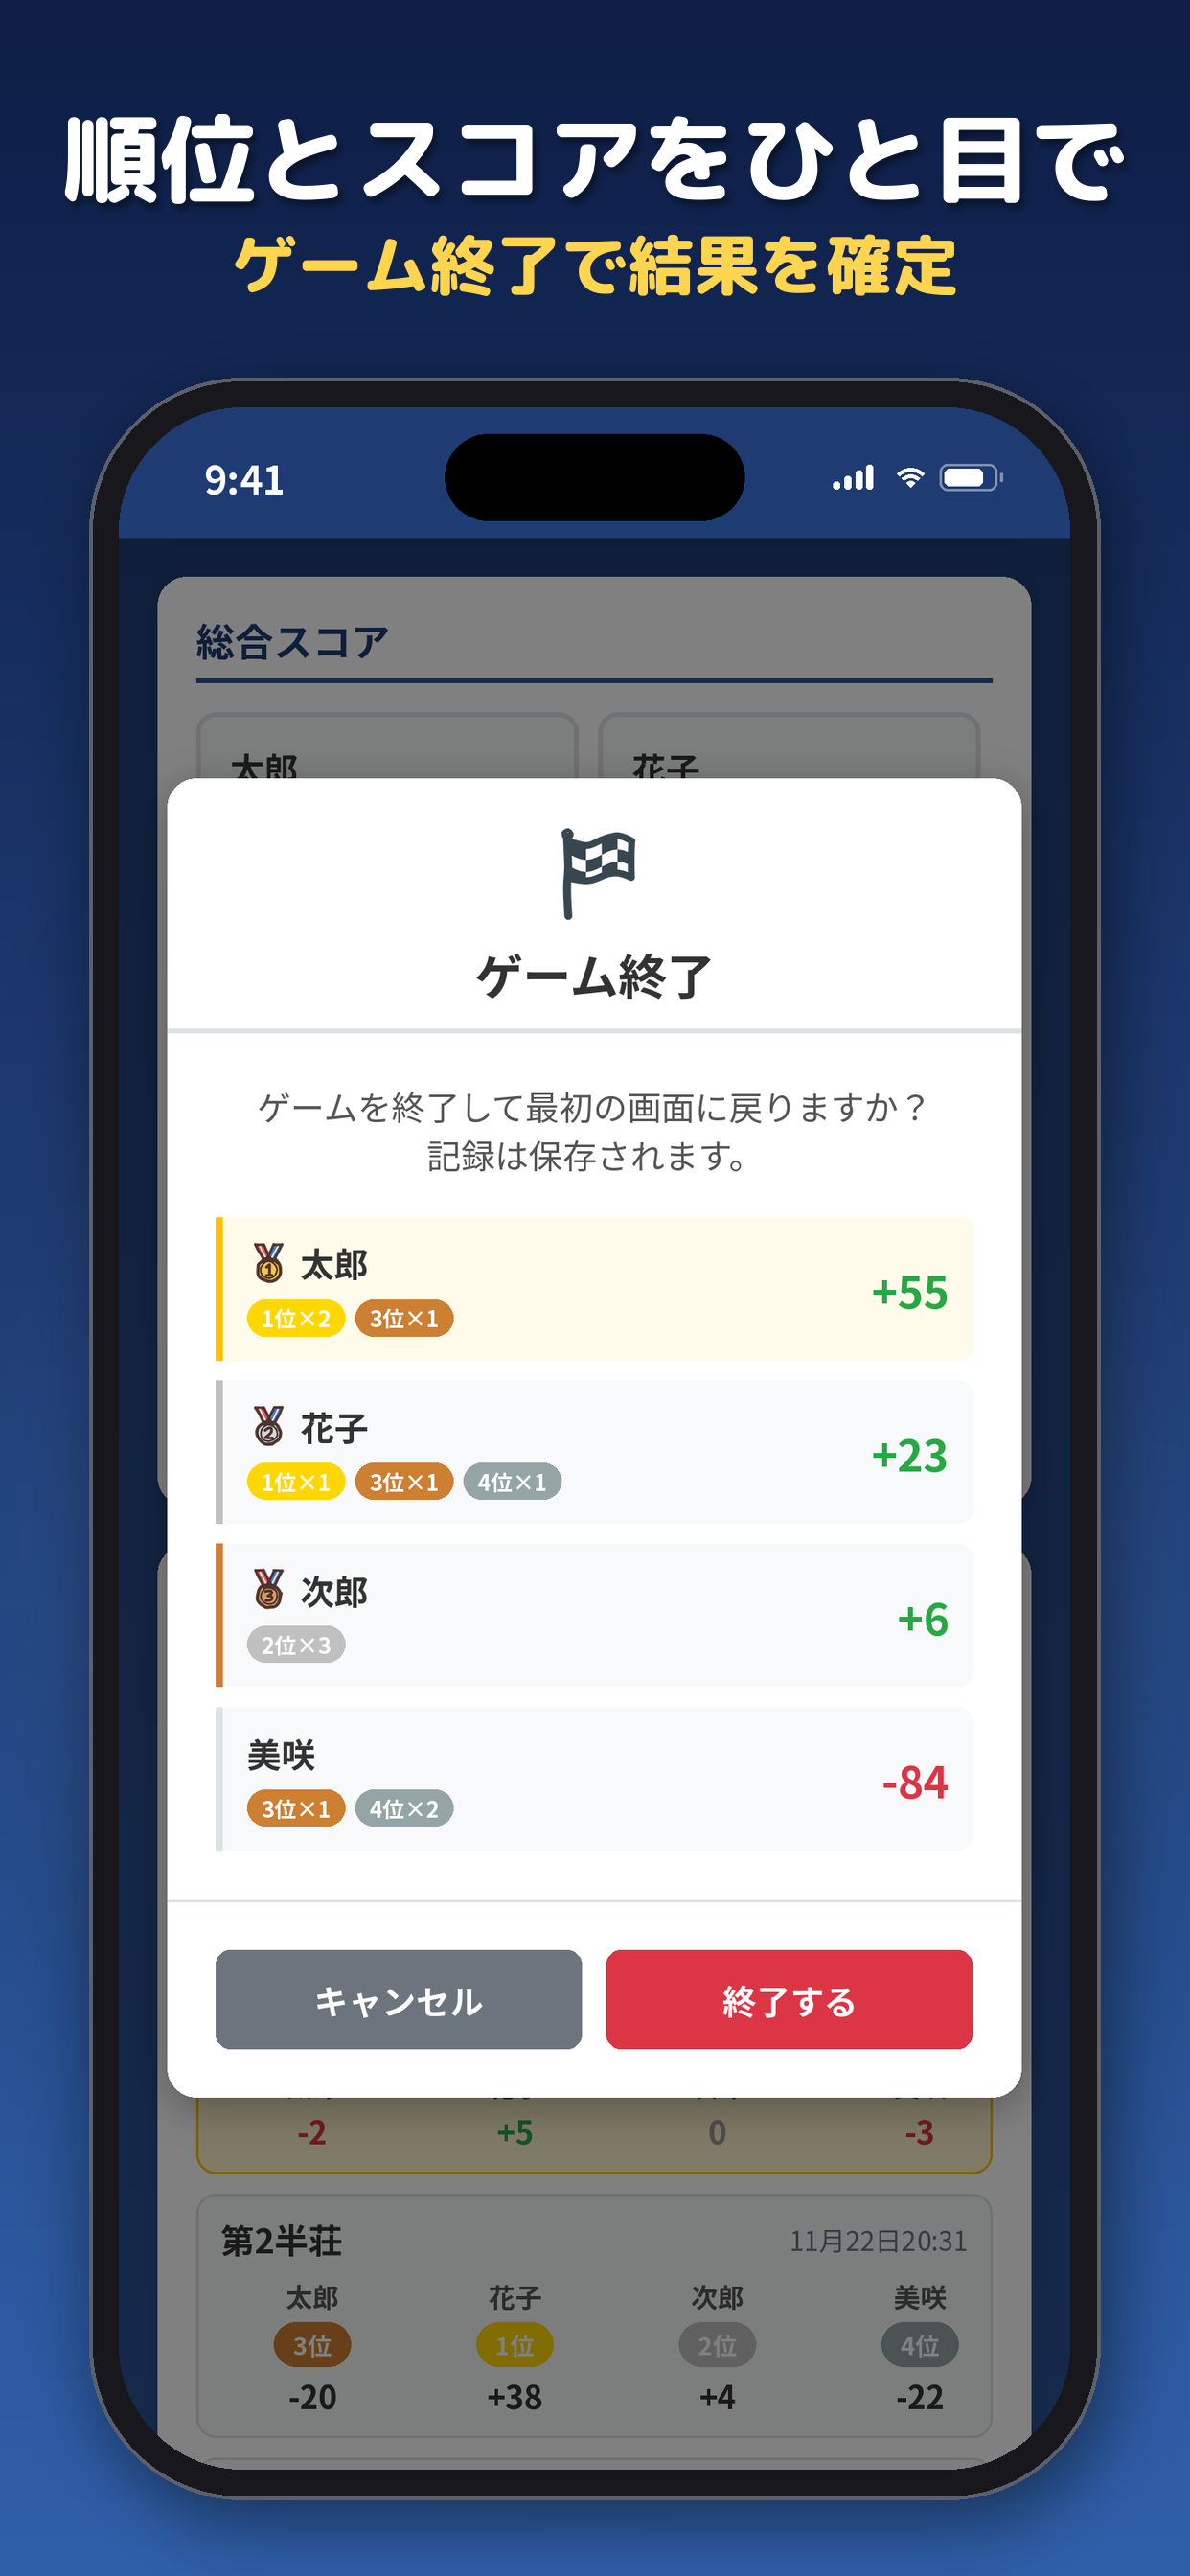 順位とスコアをひと目で
ゲーム終了で結果を確定
9:41
総合スコア
太郎 花子
ゲーム終了
ゲームを終了して最初の画面に戻りますか？
記録は保存されます。
1 太郎
1位×2 3位×1
+55
2 花子
1位×1 3位×1 4位×1
+23
3 次郎
2位×3
+6
美咲
3位×1 4位×2
-84
キャンセル 終了する
-2 +5 0 -3
第2半荘 11月22日20:31
太郎 花子 次郎 美咲
3位 1位 2位 4位
-20 +38 +4 -22